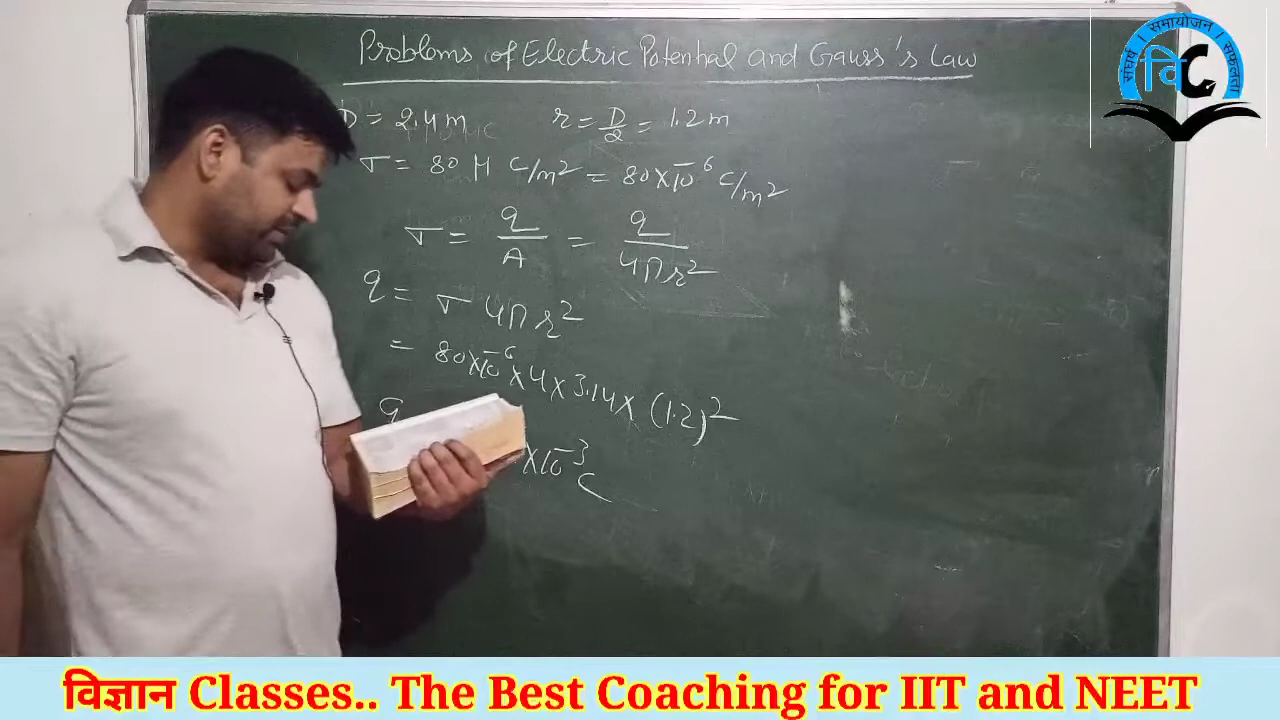 Problems of Electric Potential and Gauss's Law
संघर्ष । समायोजन । सफलता
वि C
D = 2.4 m r = D/2 = 1.2 m
σ = 80 μ C/m² = 80×10⁻⁶ C/m²
σ = q/A = q/4πr²
q = σ 4πr²
= 80×10⁻⁶ × 4 × 3.14 × (1.2)²
q
×10⁻³ C
विज्ञान Classes.. The Best Coaching for IIT and NEET